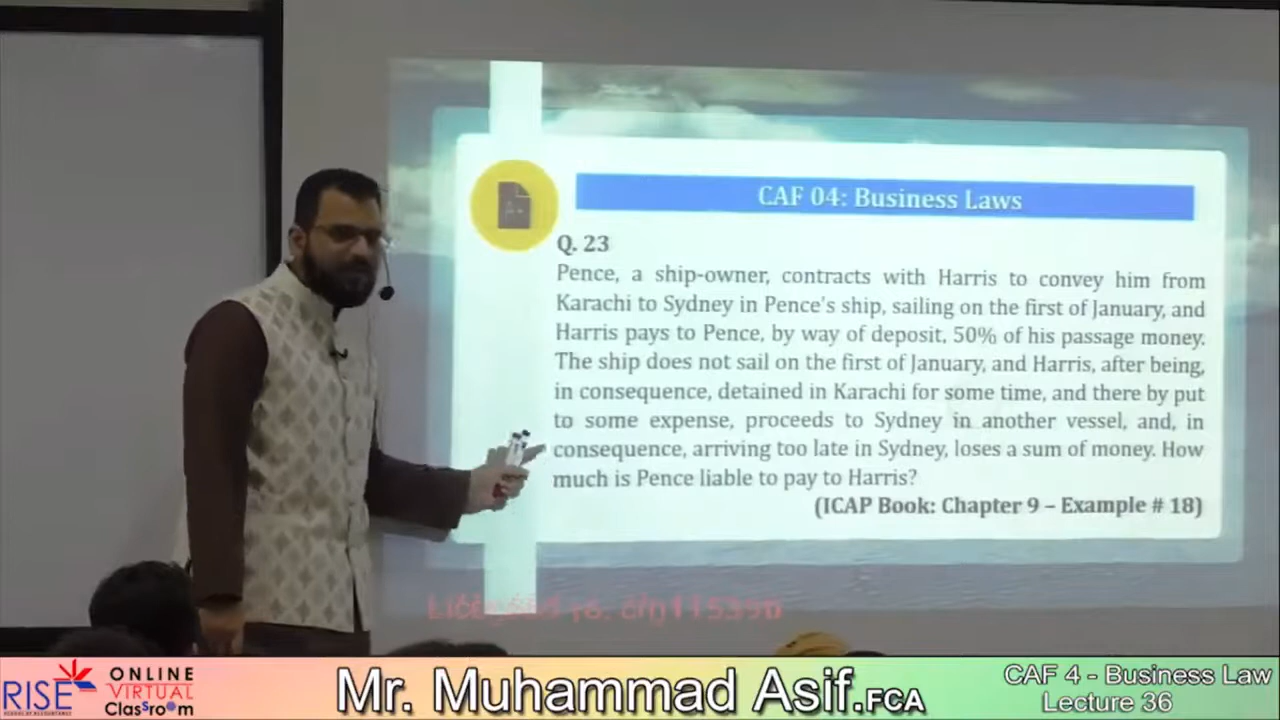 CAF 04: Business Laws
Q. 23
Pence, a ship-owner, contracts with Harris to convey him from
Karachi to Sydney in Pence's ship, sailing on the first of January, and
Harris pays to Pence, by way of deposit, 50% of his passage money.
The ship does not sail on the first of January, and Harris, after being,
in consequence, detained in Karachi for some time, and there by put
to some expense, proceeds to Sydney in another vessel, and, in
consequence, arriving too late in Sydney, loses a sum of money. How
much is Pence liable to pay to Harris?
(ICAP Book: Chapter 9 – Example # 18)
RISE
SCHOOL OF ACCOUNTANCY
ONLINE
VIRTUAL
Classroom
Mr. Muhammad Asif.FCA
CAF 4 - Business Law
Lecture 36